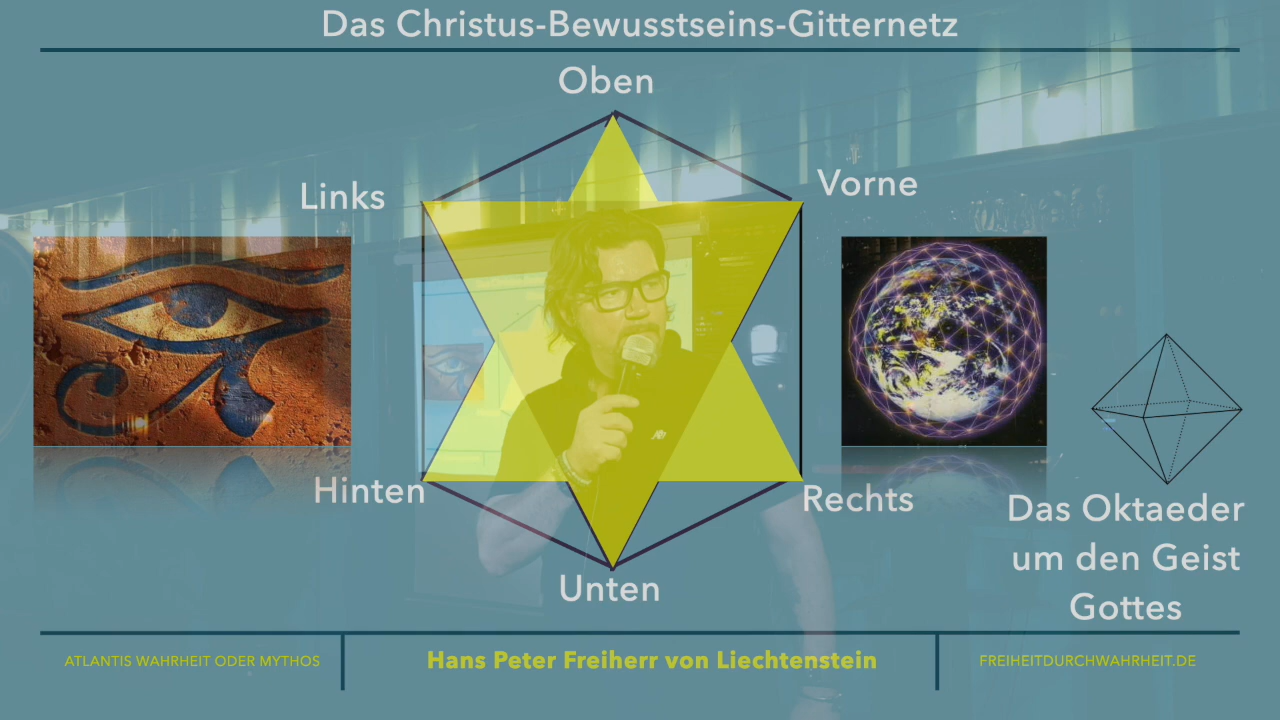 Das Christus-Bewusstseins-Gitternetz
Oben
Links
Vorne
Hinten
Rechts
Unten
Das Oktaeder
um den Geist
Gottes
ATLANTIS WAHRHEIT ODER MYTHOS
Hans Peter Freiherr von Liechtenstein
FREIHEITDURCHWAHRHEIT.DE